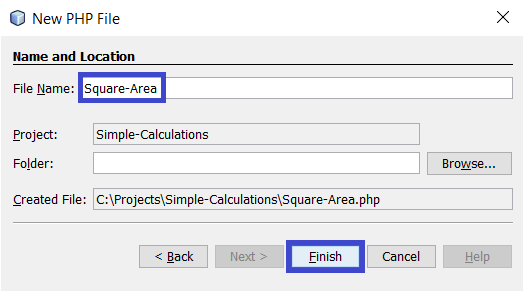 New PHP File
Name and Location
File Name: Square-Area
Project: Simple-Calculations
Folder: Browse...
Created File: C:\Projects\Simple-Calculations\Square-Area.php
< Back Next > Finish Cancel Help